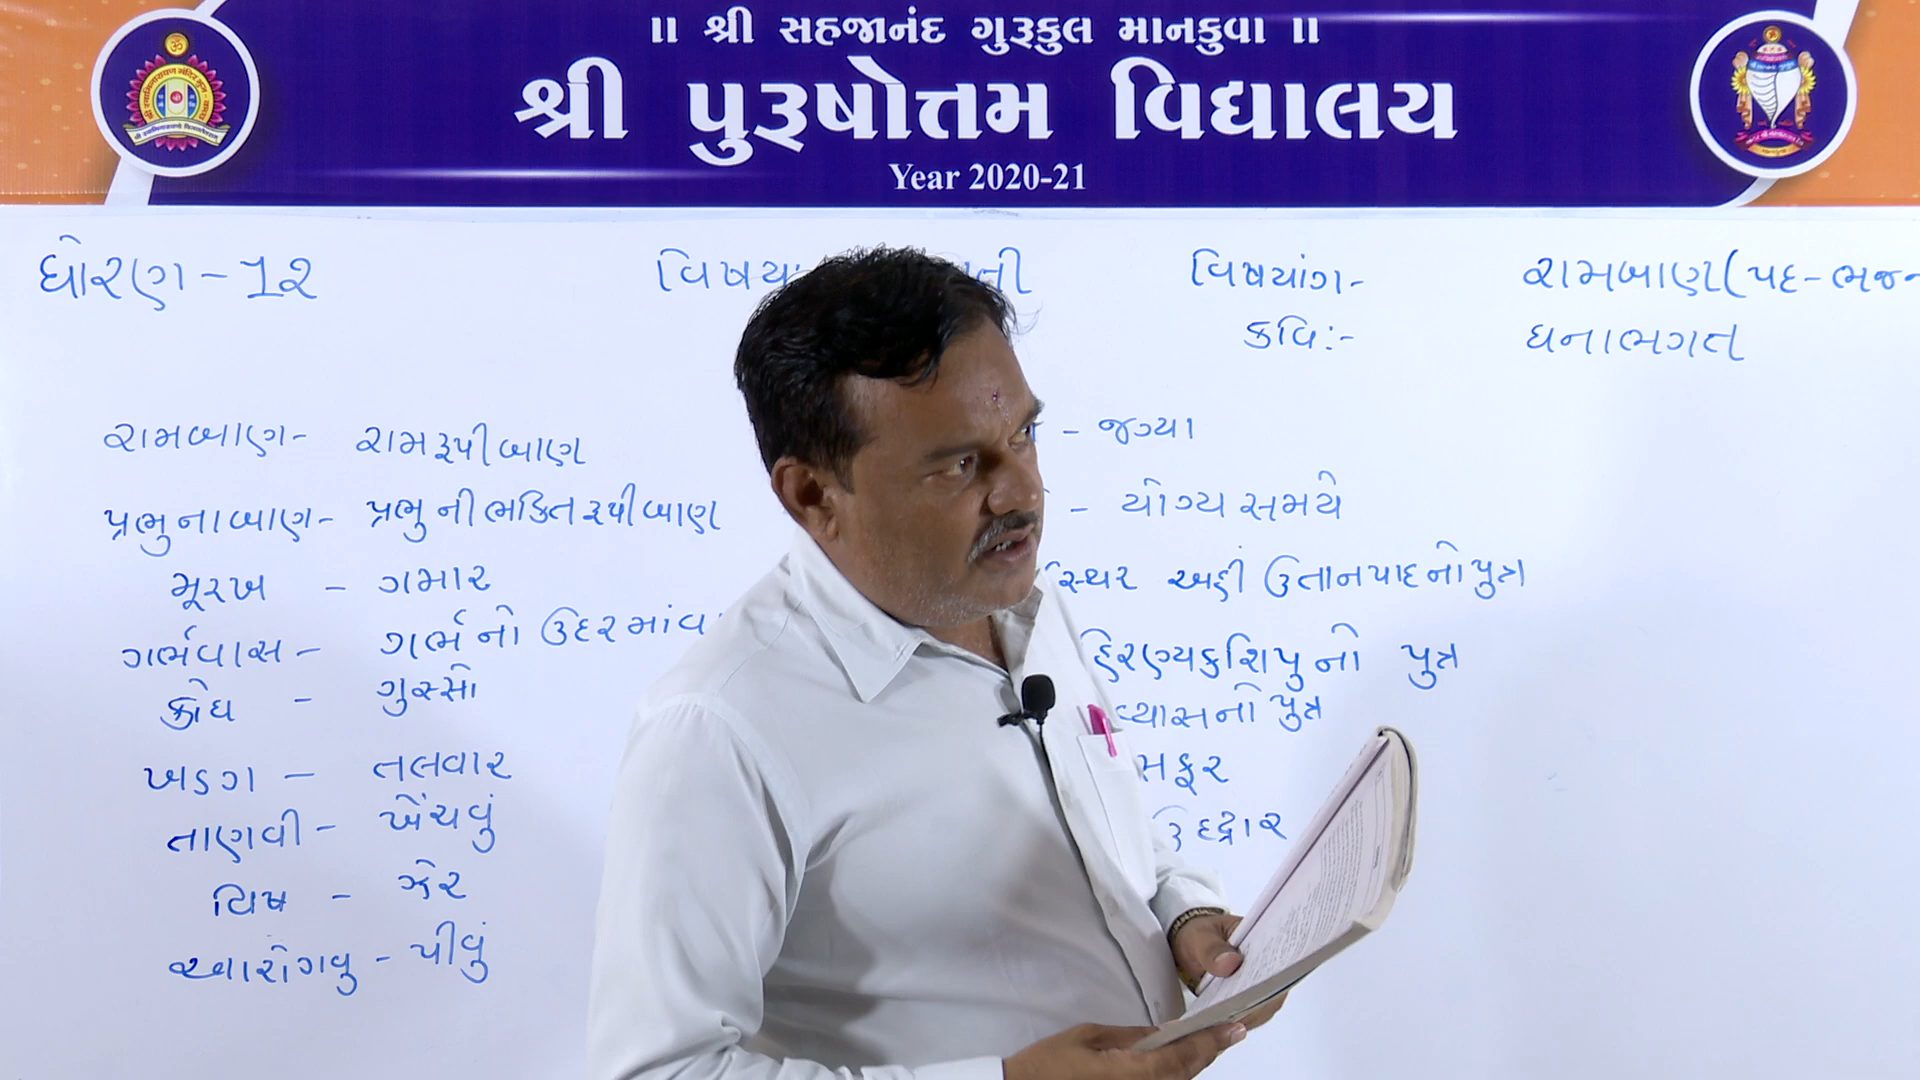 ॥ શ્રી સહજાનંદ ગુરૂકુલ માનકુવા ॥
શ્રી પુરૂષોત્તમ વિદ્યાલય
Year 2020-21
ધોરણ - 12 વિષય વિષયાંગ- રામબાણ(પદ-ભજન
કવિ:- ધનાભગત
રામબાણ - રામરૂપી બાણ - જગ્યા
પ્રભુના બાણ - પ્રભુની ભક્તિરૂપી બાણ - યોગ્ય સમયે
મૂરખ - ગમાર સ્થિર અહીં ઉતાનપાદનો પુત્ર
ગર્ભવાસ - ગર્ભનો ઉદરમાં હિરણ્યકશિપુનો પુત્ર
ક્રોધ - ગુસ્સો વ્યાસનો પુત્ર
ખડગ - તલવાર સફર
તાણવી - ખેંચવું
વિષ - ઝેર
આરોગવુ - પીવું